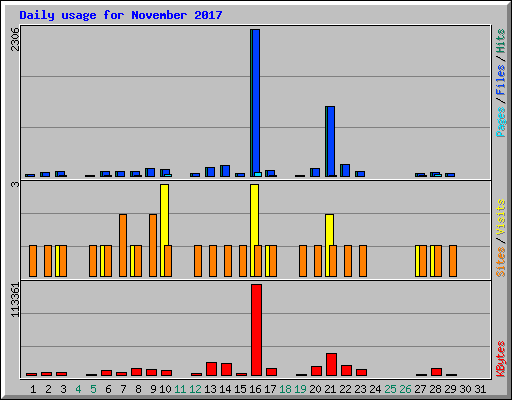 Daily usage for November 2017
2306
Pages / Files / Hits
3
Sites / Visits
113361
KBytes
1 2 3 4 5 6 7 8 9 10 11 12 13 14 15 16 17 18 19 20 21 22 23 24 25 26 27 28 29 30 31